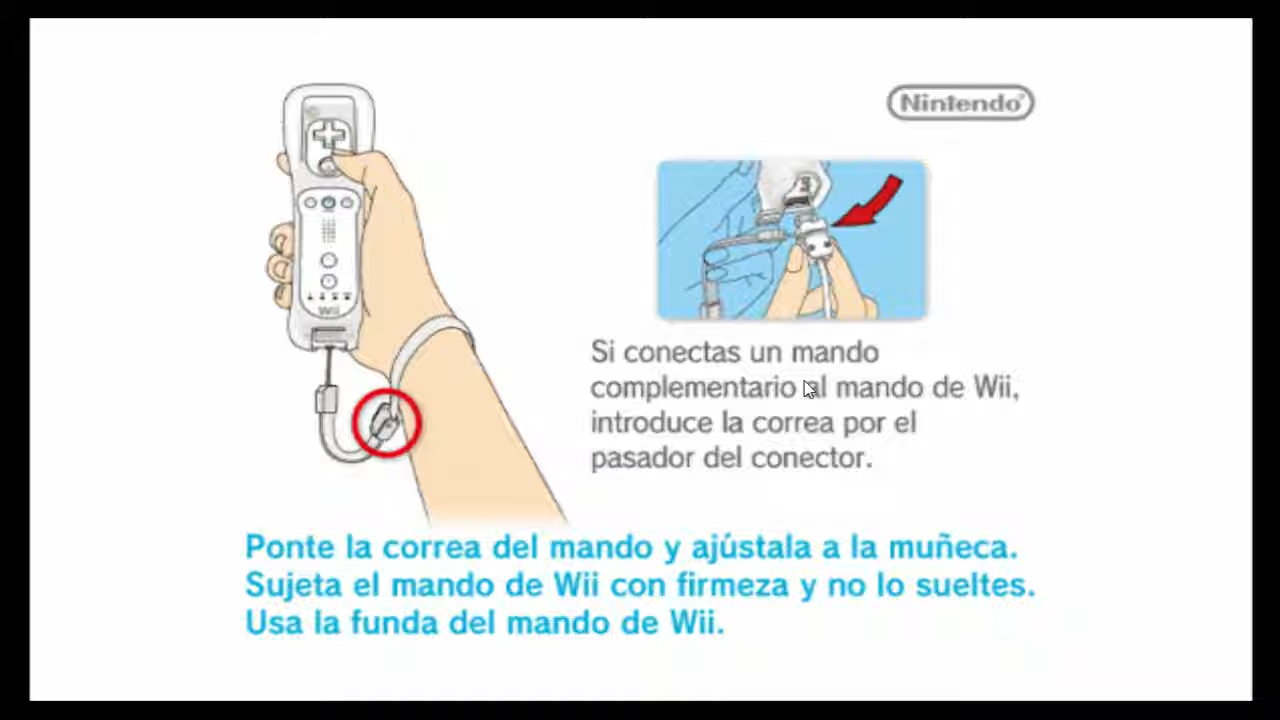 Nintendo®
Wii
Si conectas un mando
complementario al mando de Wii,
introduce la correa por el
pasador del conector.
Ponte la correa del mando y ajústala a la muñeca.
Sujeta el mando de Wii con firmeza y no lo sueltes.
Usa la funda del mando de Wii.